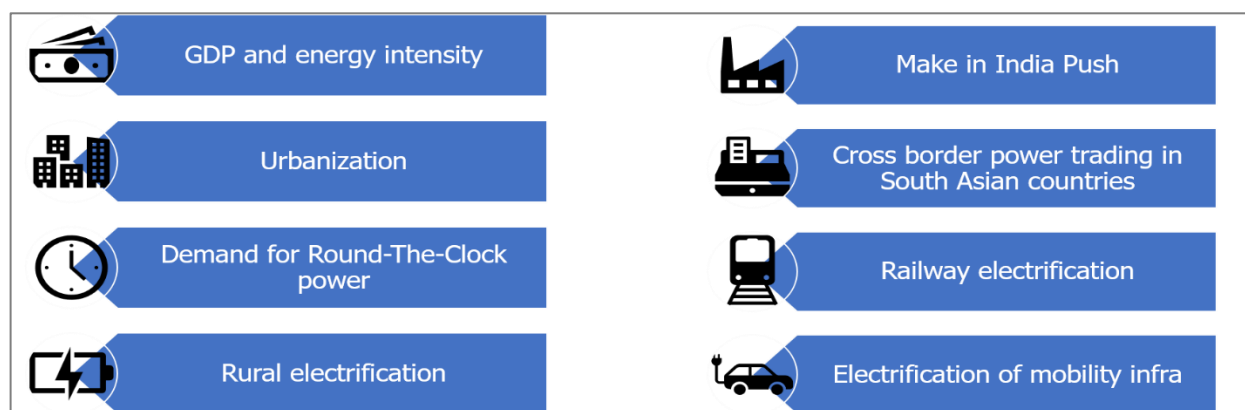 GDP and energy intensity
Urbanization
Demand for Round-The-Clock
power
Rural electrification
Make in India Push
Cross border power trading in
South Asian countries
Railway electrification
Electrification of mobility infra